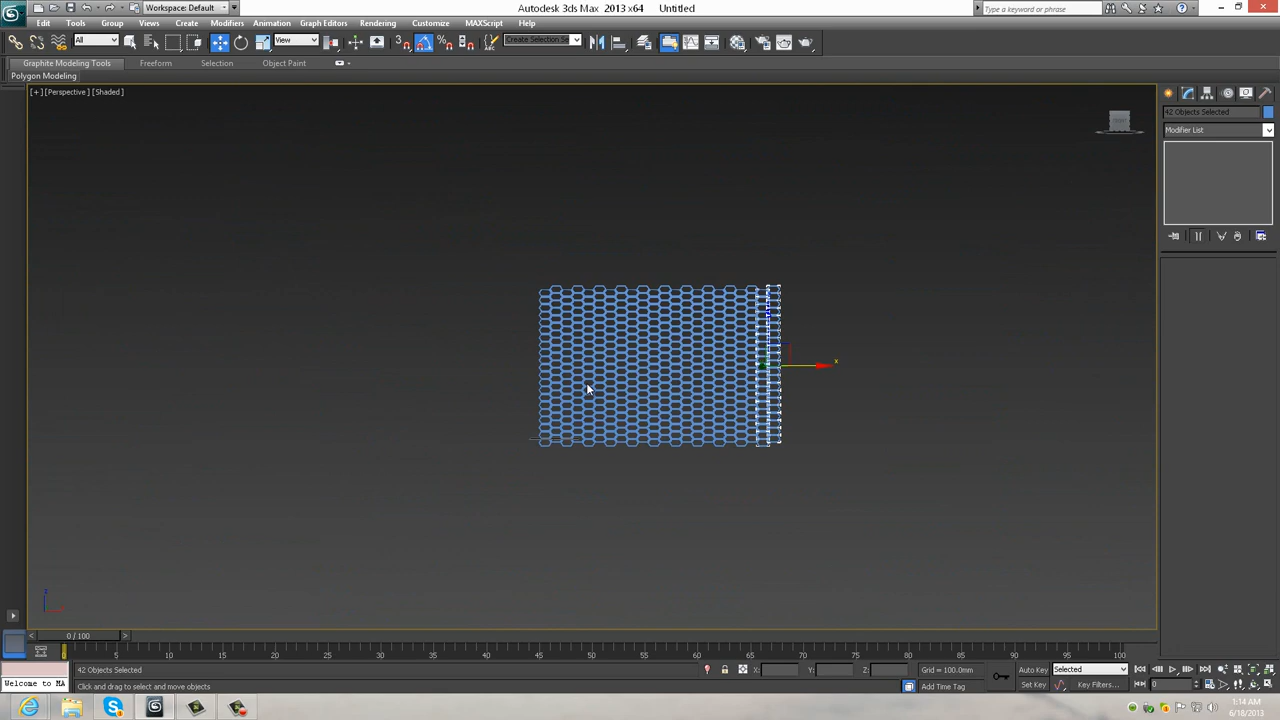 Workspace: Default
Autodesk 3ds Max 2013 x64 Untitled
Type a keyword or phrase
Edit Tools Group Views Create Modifiers Animation Graph Editors Rendering Customize MAXScript Help
All View Create Selection Se
Graphite Modeling Tools Freeform Selection Object Paint
Polygon Modeling
[+] [Perspective] [Shaded]
42 Objects Selected
Modifier List
x
z
0 / 100
0 5 10 15 20 25 30 35 40 45 50 55 60 65 70 75 80 85 90 95 100
42 Objects Selected X: Y: Z: Grid = 100.0mm Auto Key Selected
Welcome to MA Click and drag to select and move objects Add Time Tag Set Key Key Filters... 0
1:14 AM
6/18/2013